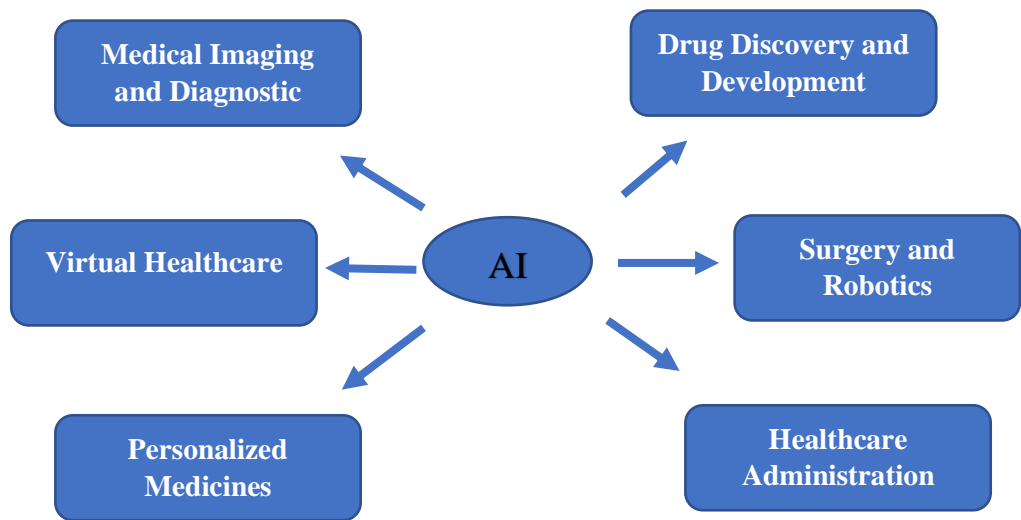 Medical Imaging
and Diagnostic
Drug Discovery and
Development
Virtual Healthcare
AI
Surgery and
Robotics
Personalized
Medicines
Healthcare
Administration